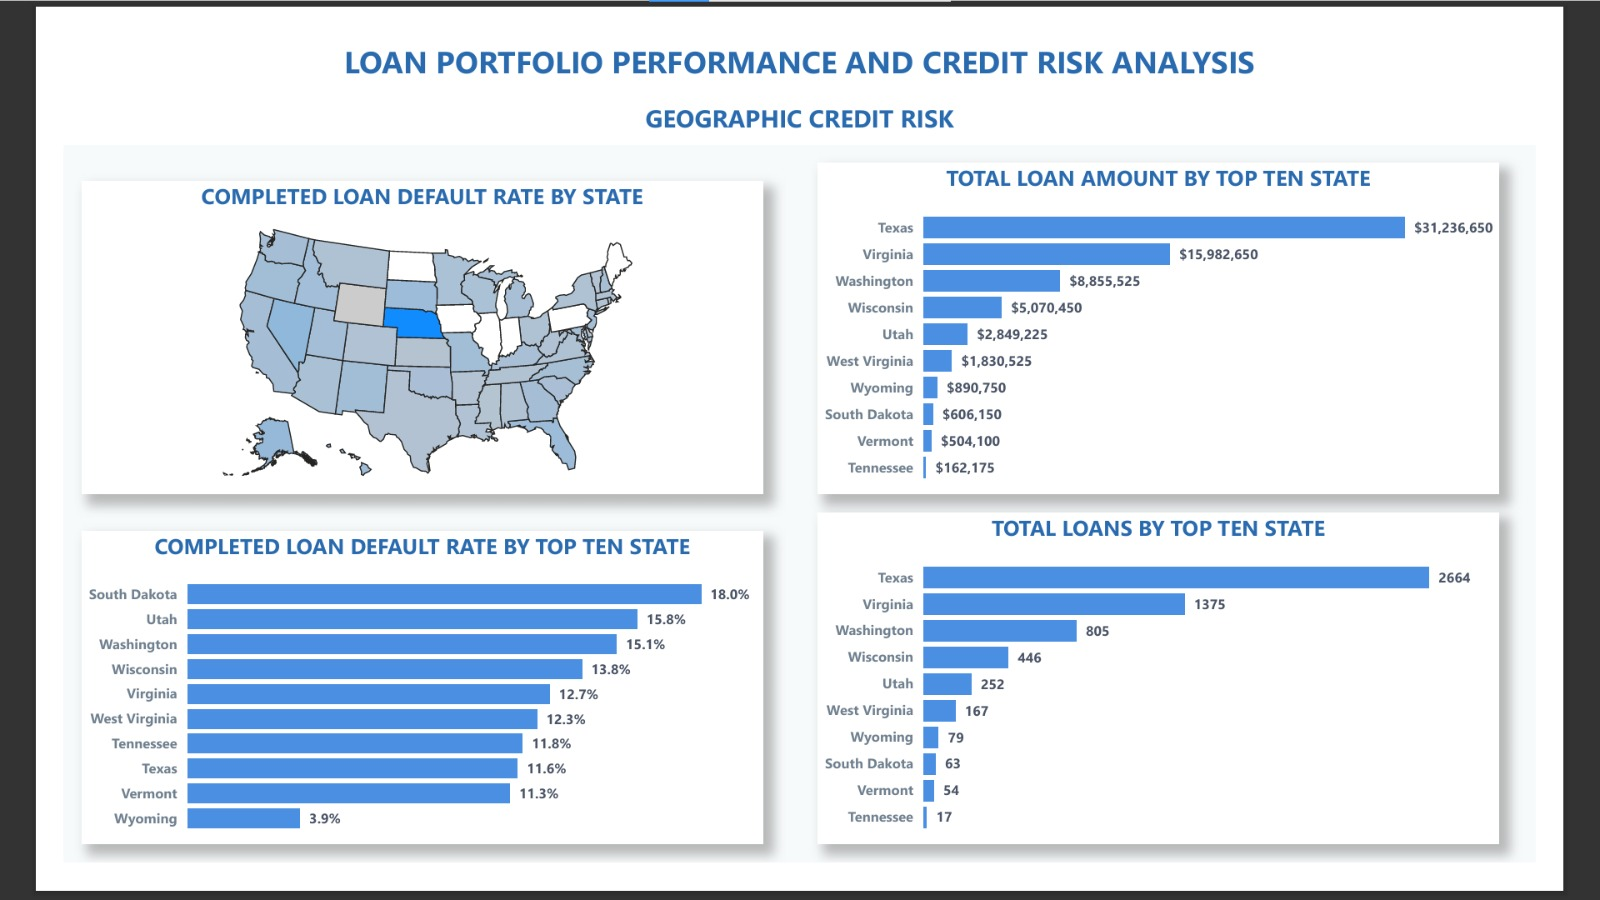 LOAN PORTFOLIO PERFORMANCE AND CREDIT RISK ANALYSIS
GEOGRAPHIC CREDIT RISK
COMPLETED LOAN DEFAULT RATE BY STATE
TOTAL LOAN AMOUNT BY TOP TEN STATE
Texas $31,236,650
Virginia $15,982,650
Washington $8,855,525
Wisconsin $5,070,450
Utah $2,849,225
West Virginia $1,830,525
Wyoming $890,750
South Dakota $606,150
Vermont $504,100
Tennessee $162,175
COMPLETED LOAN DEFAULT RATE BY TOP TEN STATE
South Dakota 18.0%
Utah 15.8%
Washington 15.1%
Wisconsin 13.8%
Virginia 12.7%
West Virginia 12.3%
Tennessee 11.8%
Texas 11.6%
Vermont 11.3%
Wyoming 3.9%
TOTAL LOANS BY TOP TEN STATE
Texas 2664
Virginia 1375
Washington 805
Wisconsin 446
Utah 252
West Virginia 167
Wyoming 79
South Dakota 63
Vermont 54
Tennessee 17